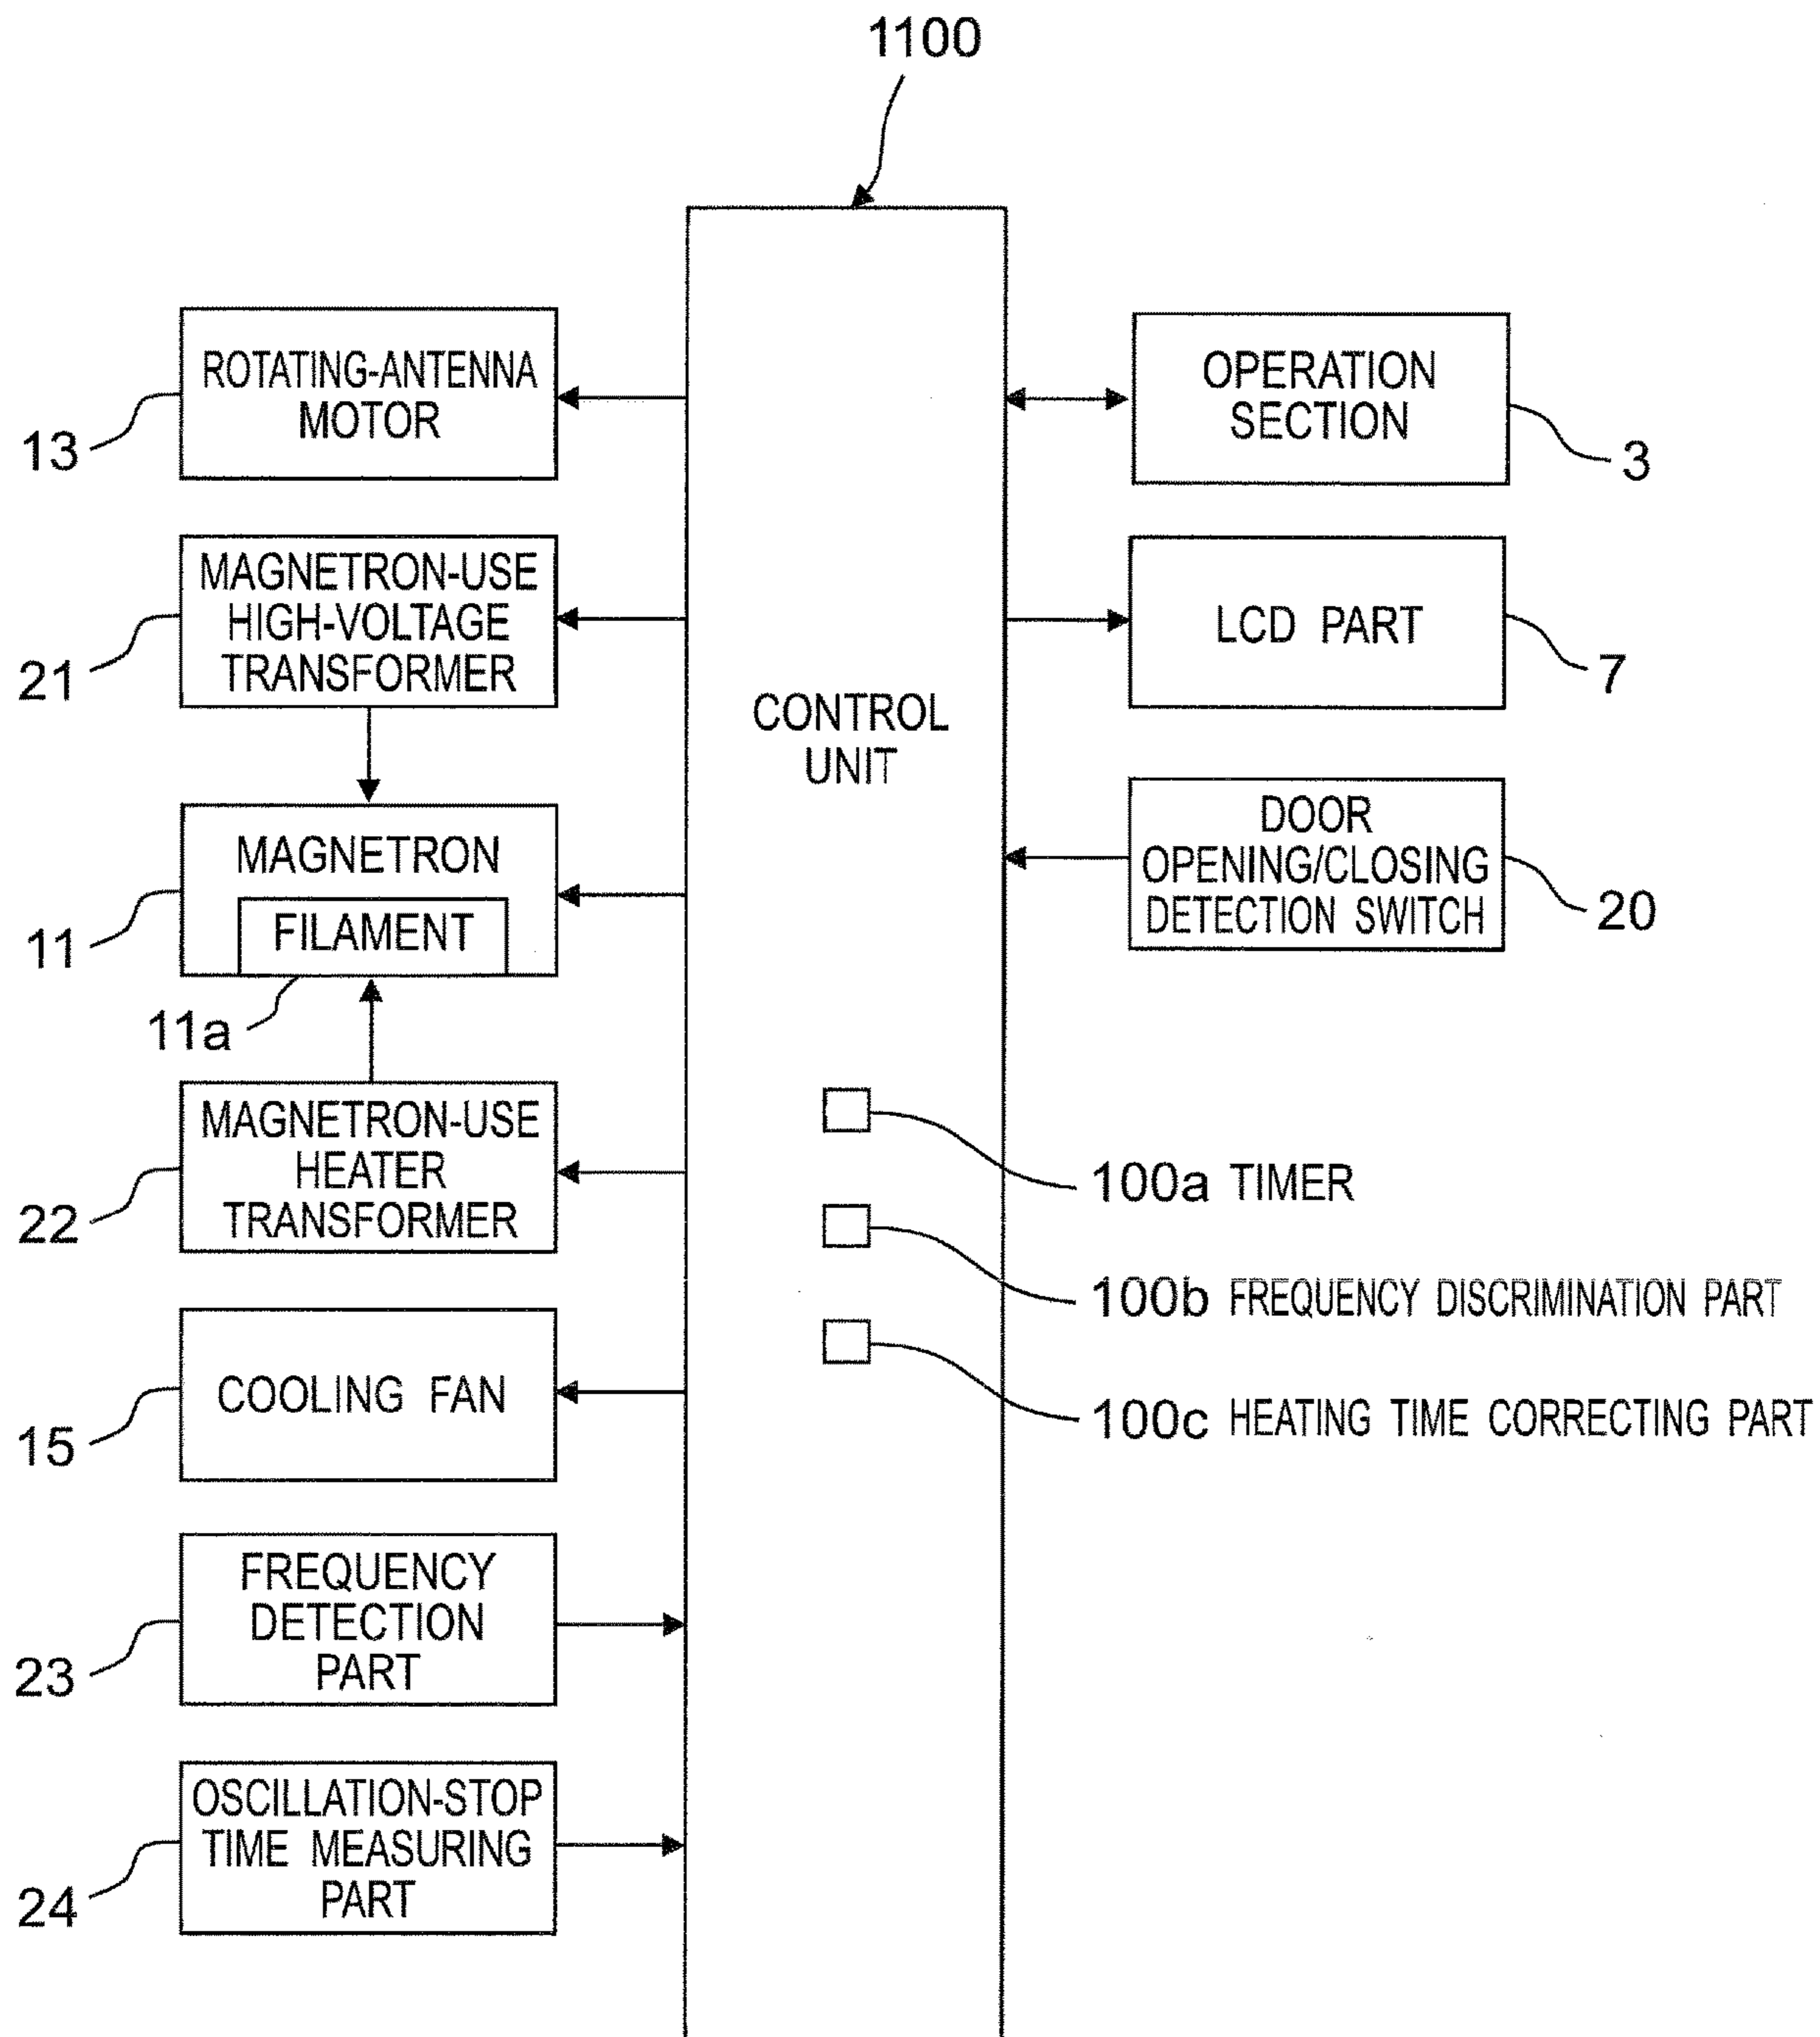 1100
ROTATING-ANTENNA
MOTOR
13
MAGNETRON-USE
HIGH-VOLTAGE
TRANSFORMER
21
MAGNETRON
FILAMENT
11
11a
MAGNETRON-USE
HEATER
TRANSFORMER
22
COOLING FAN
15
FREQUENCY
DETECTION
PART
23
OSCILLATION-STOP
TIME MEASURING
PART
24
CONTROL
UNIT
OPERATION
SECTION
3
LCD PART
7
DOOR
OPENING/CLOSING
DETECTION SWITCH
20
100a TIMER
100b FREQUENCY DISCRIMINATION PART
100c HEATING TIME CORRECTING PART